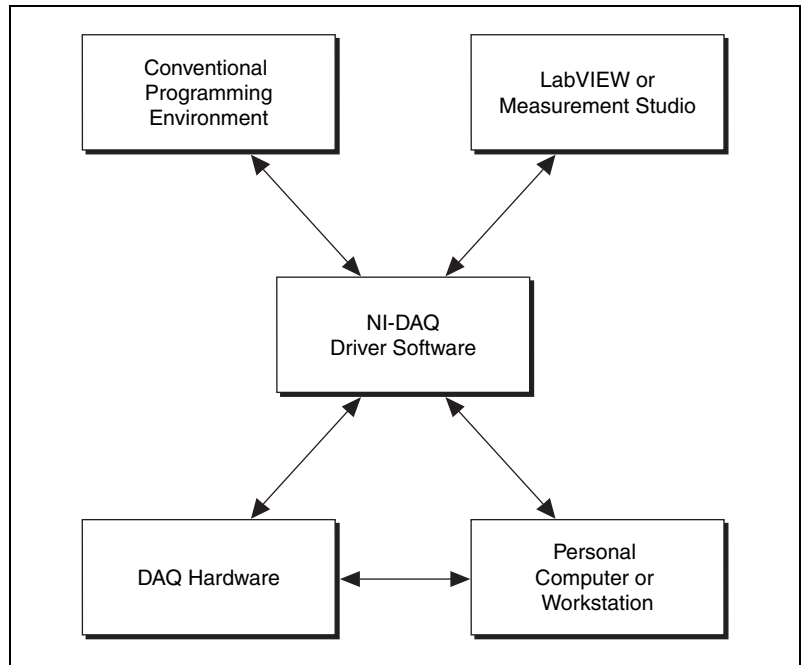 Conventional
Programming
Environment
LabVIEW or
Measurement Studio
NI-DAQ
Driver Software
DAQ Hardware
Personal
Computer or
Workstation